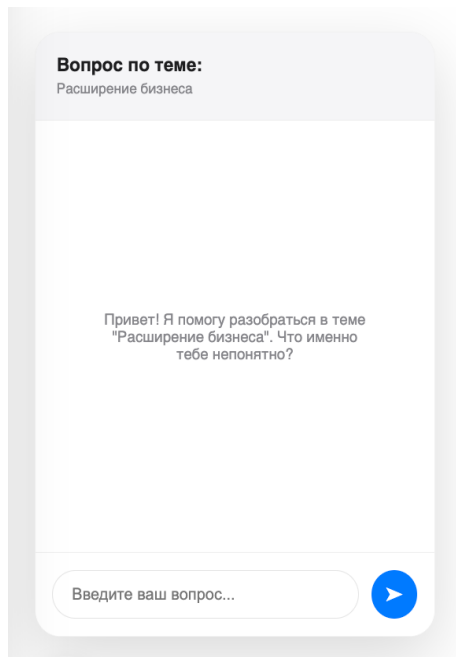 Вопрос по теме:
Расширение бизнеса
Привет! Я помогу разобраться в теме
"Расширение бизнеса". Что именно
тебе непонятно?
Введите ваш вопрос...